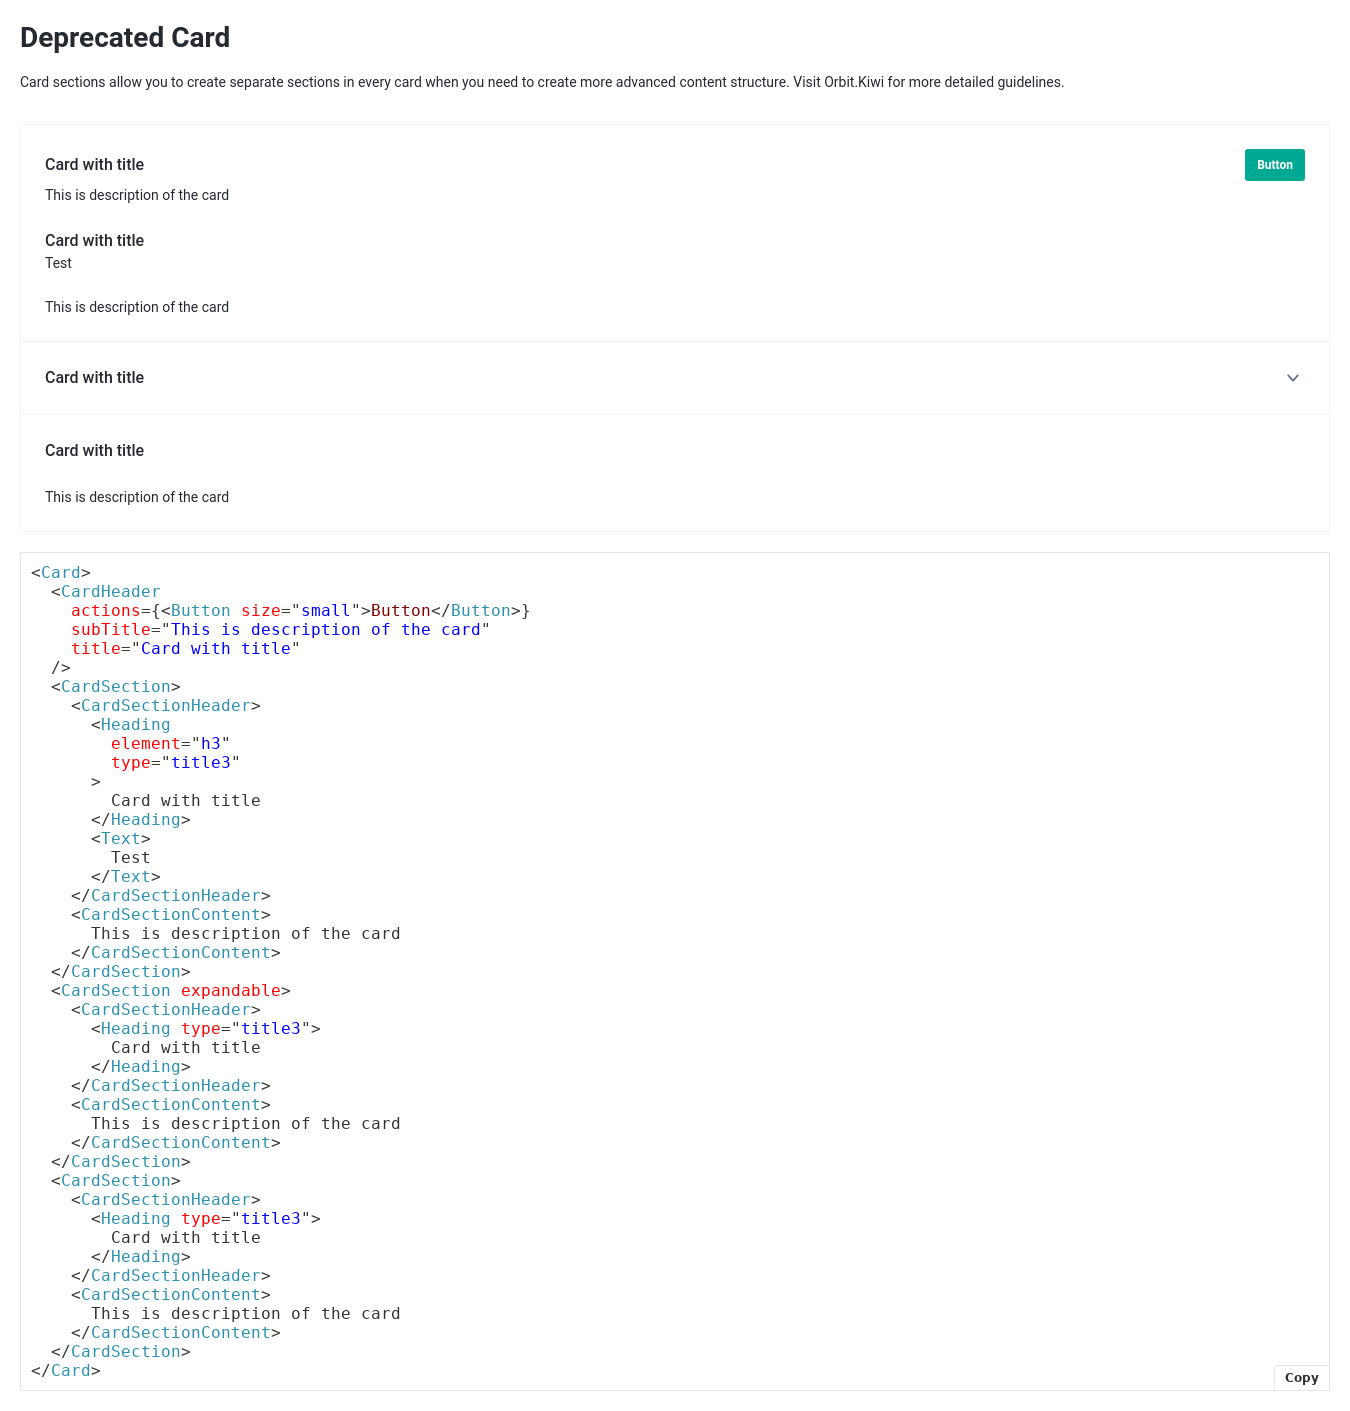 Deprecated Card
Card sections allow you to create separate sections in every card when you need to create more advanced content structure. Visit Orbit.Kiwi for more detailed guidelines.
Card with title
Button
This is description of the card
Card with title
Test
This is description of the card
Card with title
Card with title
This is description of the card
<Card>
  <CardHeader
    actions={<Button size="small">Button</Button>}
    subTitle="This is description of the card"
    title="Card with title"
  />
  <CardSection>
    <CardSectionHeader>
      <Heading
        element="h3"
        type="title3"
      >
        Card with title
      </Heading>
      <Text>
        Test
      </Text>
    </CardSectionHeader>
    <CardSectionContent>
      This is description of the card
    </CardSectionContent>
  </CardSection>
  <CardSection expandable>
    <CardSectionHeader>
      <Heading type="title3">
        Card with title
      </Heading>
    </CardSectionHeader>
    <CardSectionContent>
      This is description of the card
    </CardSectionContent>
  </CardSection>
  <CardSection>
    <CardSectionHeader>
      <Heading type="title3">
        Card with title
      </Heading>
    </CardSectionHeader>
    <CardSectionContent>
      This is description of the card
    </CardSectionContent>
  </CardSection>
</Card>
Copy